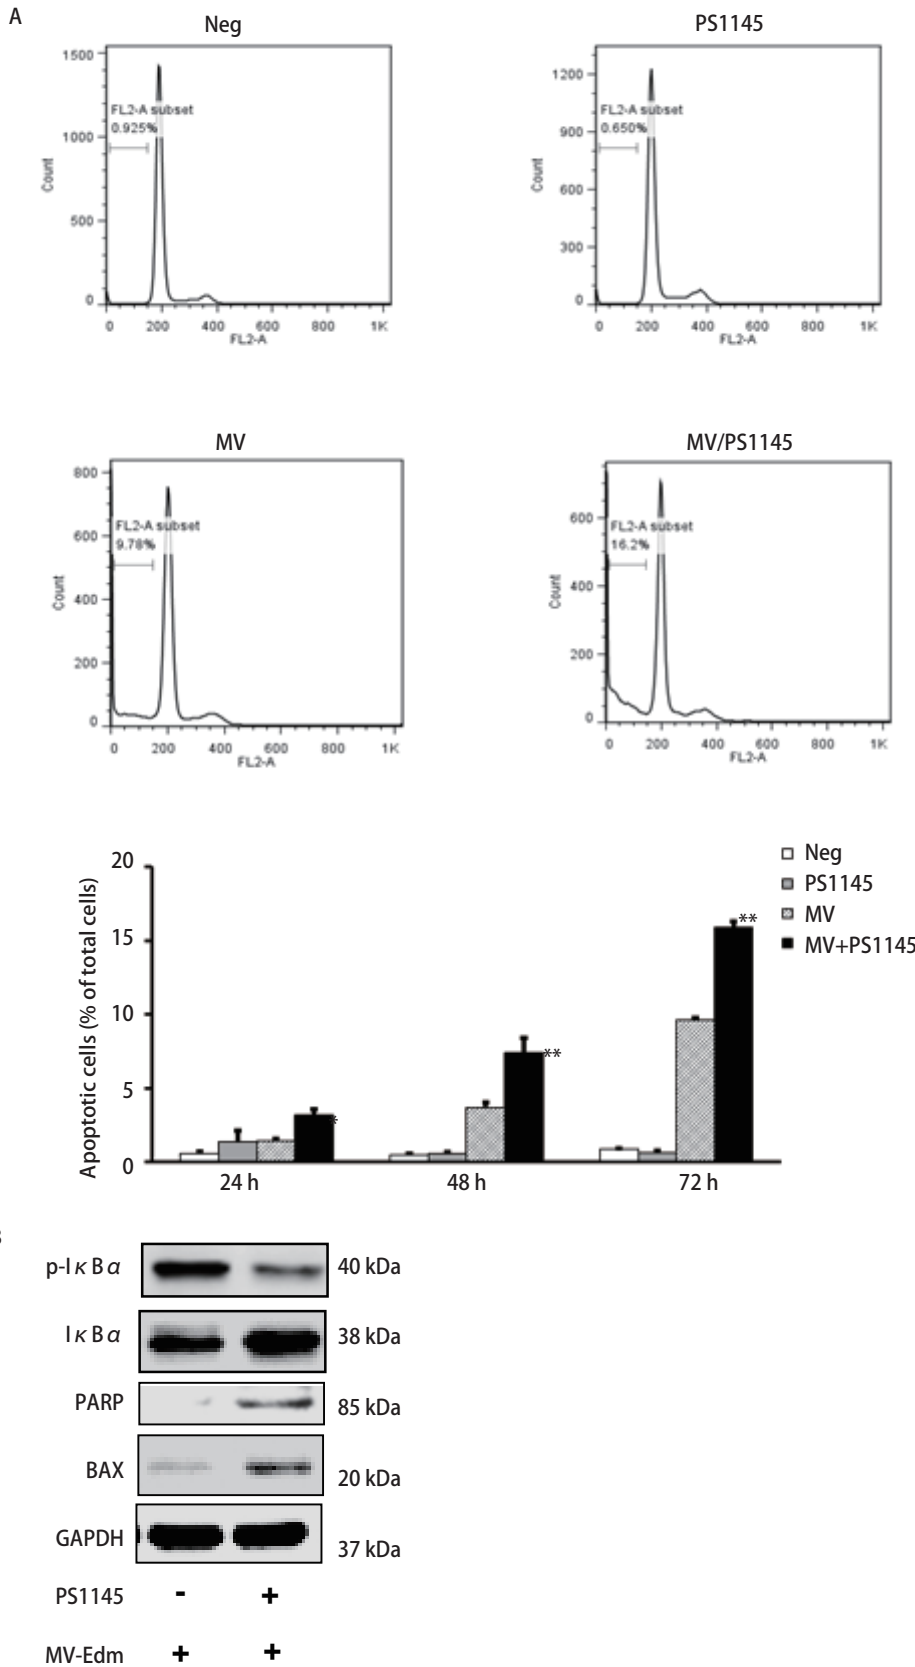 A
Neg
1500
1000
500
0
Count
FL2-A subset
0.925%
0 200 400 600 800 1K
FL2-A
PS1145
1200
900
600
300
0
Count
FL2-A subset
0.650%
0 200 400 600 800 1K
FL2-A
MV
800
600
400
200
0
Count
FL2-A subset
9.78%
0 200 400 600 800 1K
FL2-A
MV/PS1145
600
400
200
0
Count
FL2-A subset
16.2%
0 200 400 600 800 1K
FL2-A
Apoptotic cells (% of total cells)
20
15
10
5
0
*
**
**
24 h 48 h 72 h
Neg
PS1145
MV
MV+PS1145
p-IκBα 40 kDa
IκBα 38 kDa
PARP 85 kDa
BAX 20 kDa
GAPDH 37 kDa
PS1145 - +
MV-Edm + +